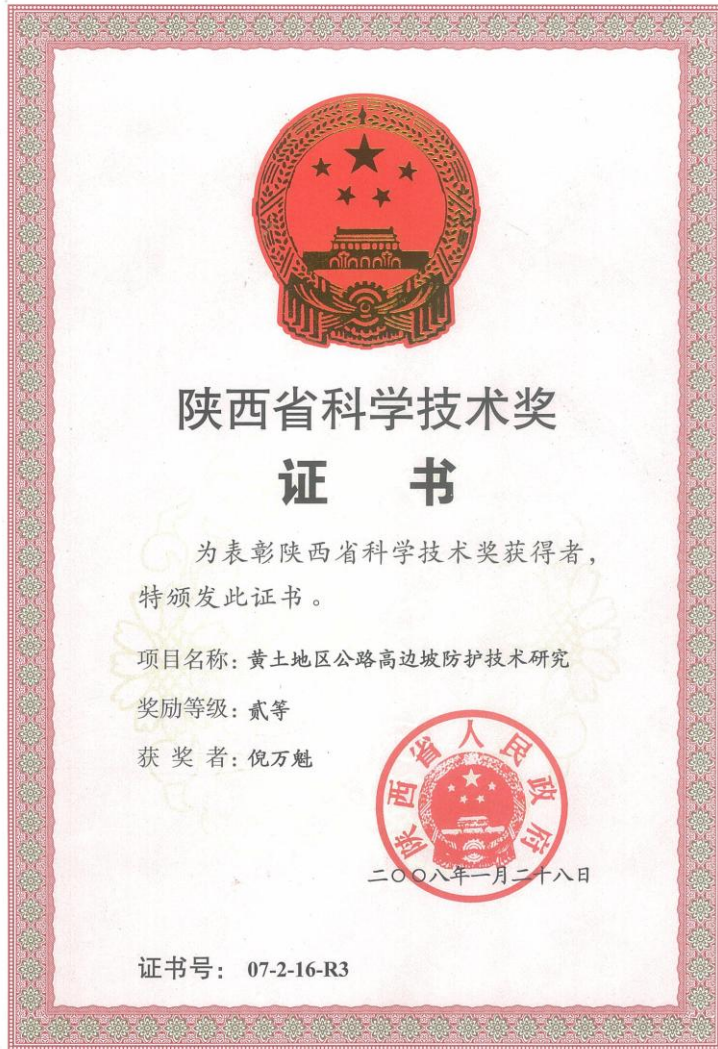 陕西省科学技术奖
证 书
为表彰陕西省科学技术奖获得者，
特颁发此证书。
项目名称：黄土地区公路高边坡防护技术研究
奖励等级：贰等
获 奖 者：倪万魁
陕西省人民政府
二〇〇八年一月二十八日
证书号： 07-2-16-R3